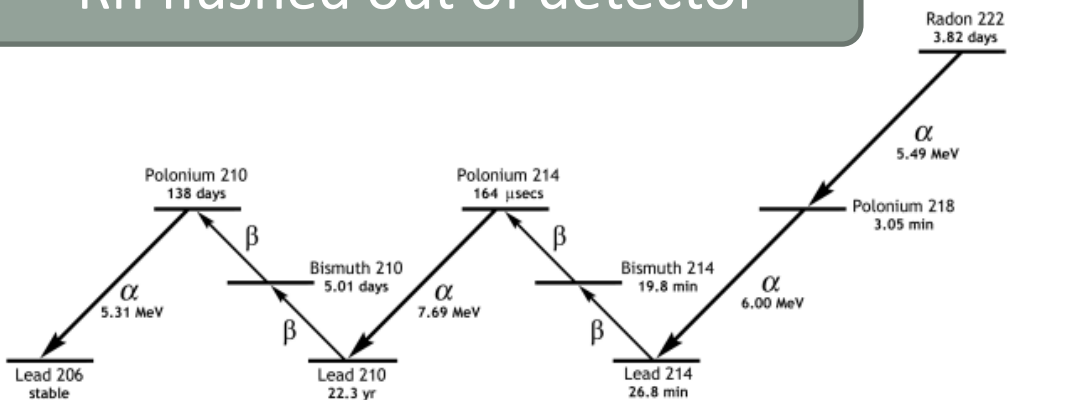 Rn flushed out of detector
Radon 222
3.82 days
α
5.49 MeV
Polonium 218
3.05 min
α
6.00 MeV
Lead 214
26.8 min
β
Bismuth 214
19.8 min
β
Polonium 214
164 μsecs
α
7.69 MeV
Lead 210
22.3 yr
β
Bismuth 210
5.01 days
β
Polonium 210
138 days
α
5.31 MeV
Lead 206
stable